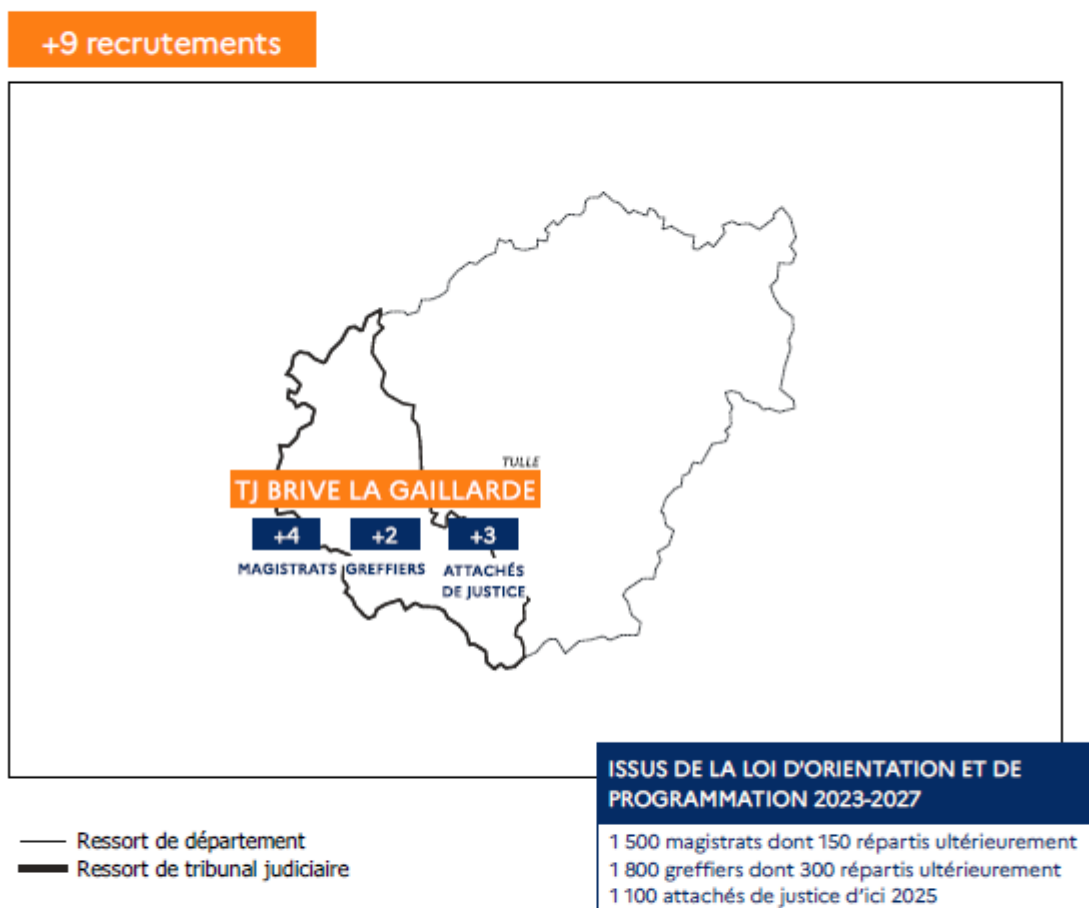 +9 recrutements
TULLE
TJ BRIVE LA GAILLARDE
+4 +2 +3
MAGISTRATS GREFFIERS ATTACHÉS
DE JUSTICE
ISSUS DE LA LOI D'ORIENTATION ET DE
PROGRAMMATION 2023-2027
1 500 magistrats dont 150 répartis ultérieurement
1 800 greffiers dont 300 répartis ultérieurement
1 100 attachés de justice d'ici 2025
Ressort de département
Ressort de tribunal judiciaire